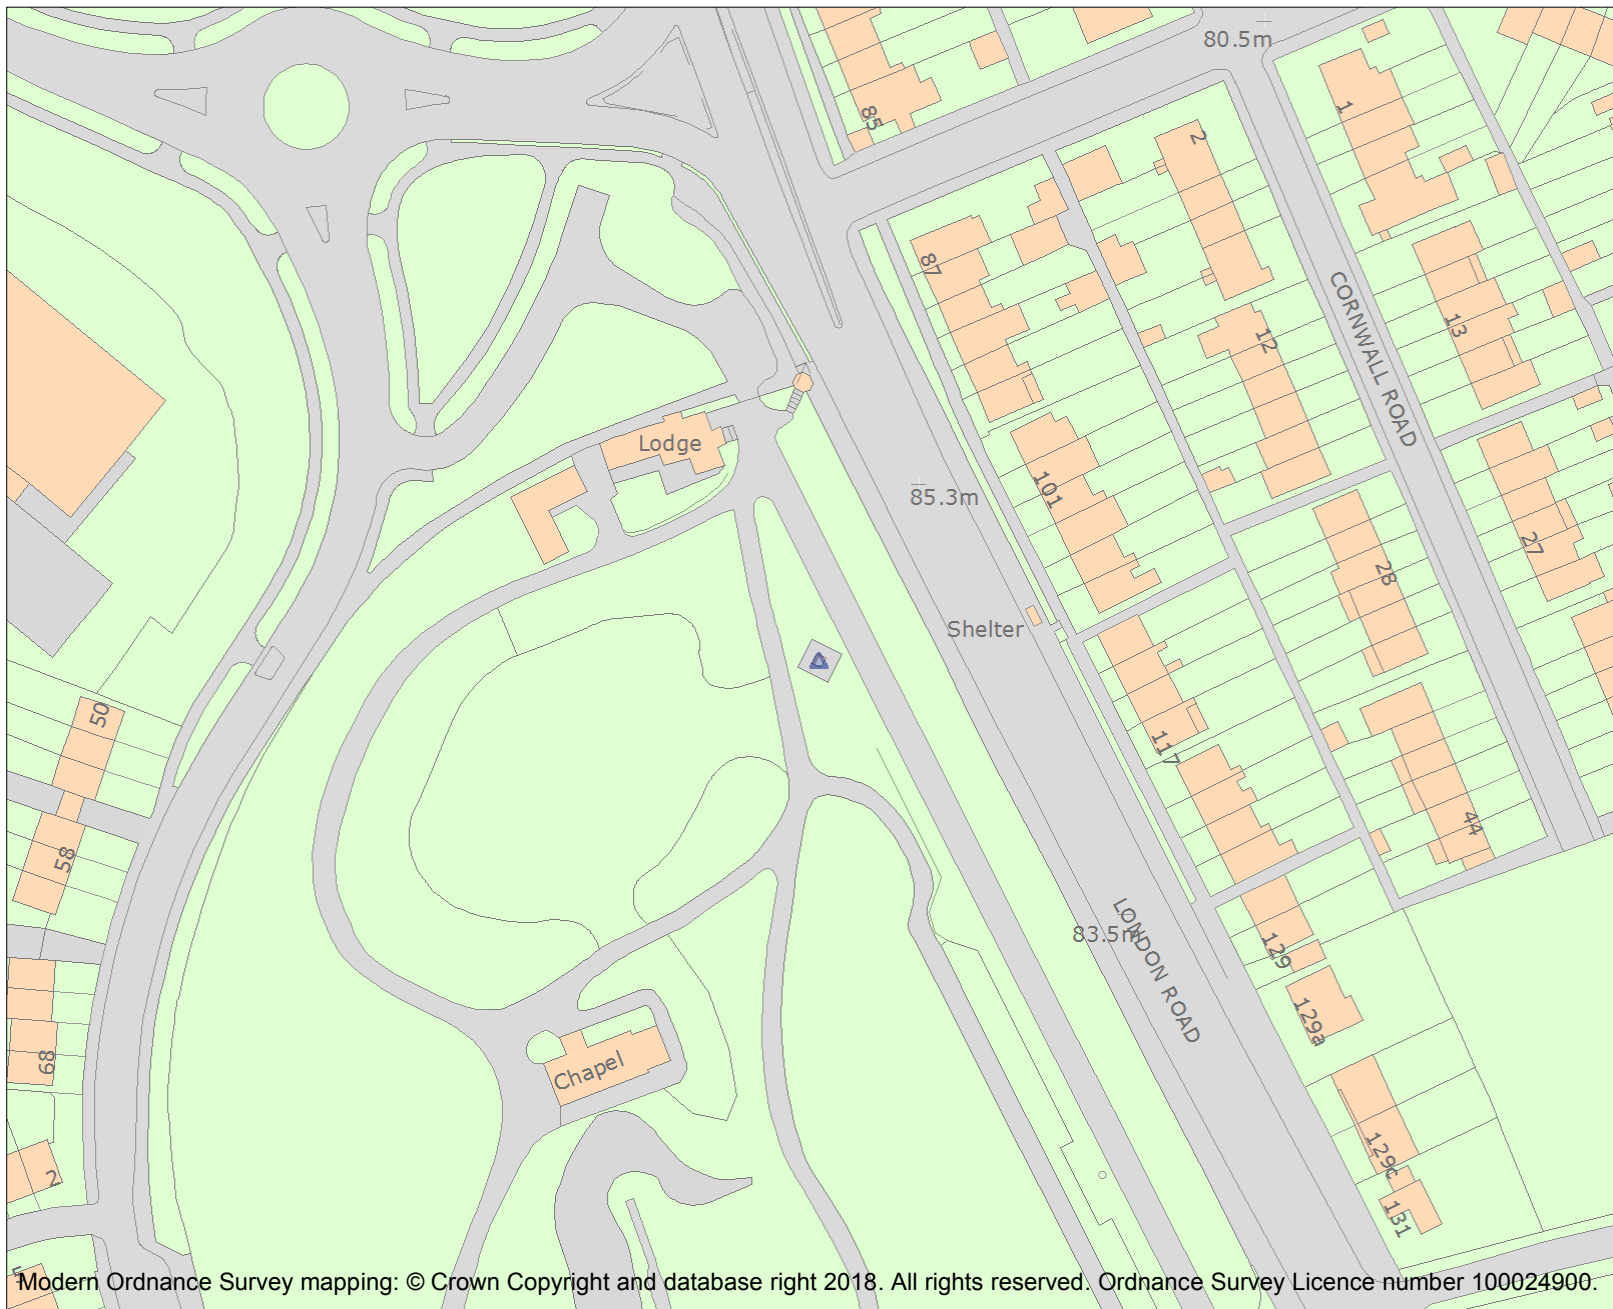 80.5m
85
1
2
87
13
12
CORNWALL ROAD
Lodge
101
85.3m
27
28
Shelter
50
117
44
58
LONDON ROAD
83.5m
129
129a
68
Chapel
129c
2
131
Modern Ordnance Survey mapping: © Crown Copyright and database right 2018. All rights reserved. Ordnance Survey Licence number 100024900.